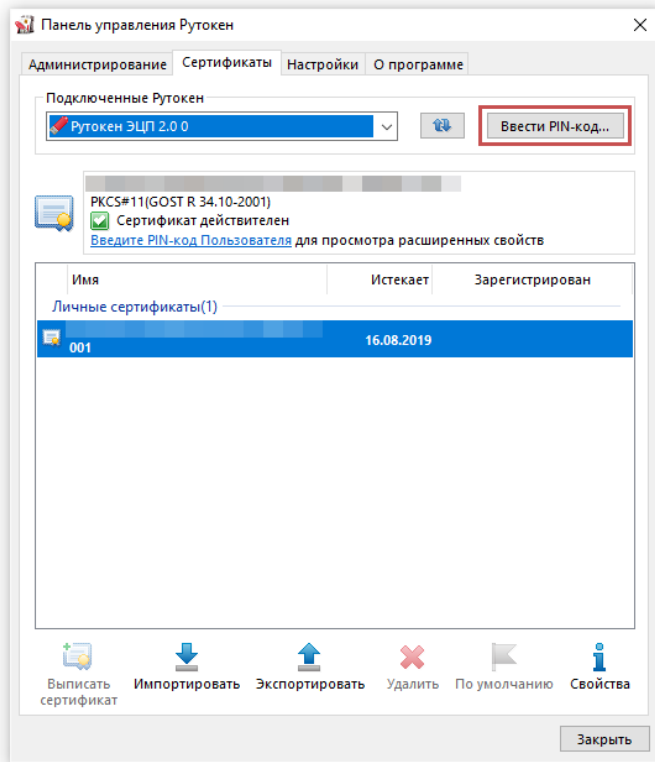 Панель управления Рутокен
Администрирование Сертификаты Настройки О программе
Подключенные Рутокен
Рутокен ЭЦП 2.0 0
Ввести PIN-код...
PKCS#11(GOST R 34.10-2001)
Сертификат действителен
Введите PIN-код Пользователя для просмотра расширенных свойств
Имя Истекает Зарегистрирован
Личные сертификаты(1)
001 16.08.2019
Выписать сертификат
Импортировать
Экспортировать
Удалить
По умолчанию
Свойства
Закрыть